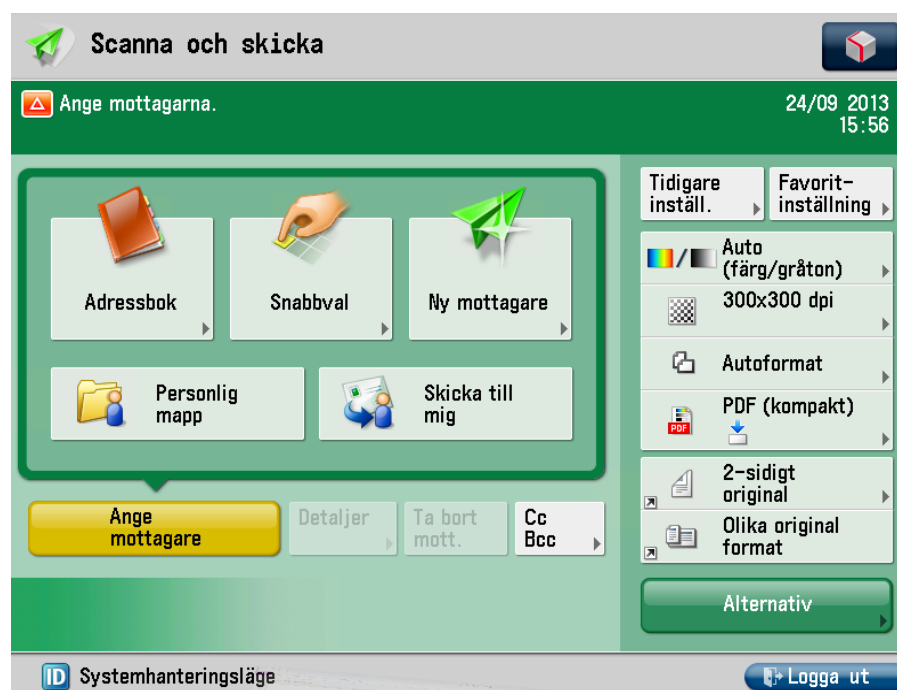 Scanna och skicka
Ange mottagarna.
24/09 2013
15:56
Adressbok
Snabbval
Ny mottagare
Personlig
mapp
Skicka till
mig
Ange
mottagare
Detaljer
Ta bort
mott.
Cc
Bcc
Tidigare
inställ.
Favorit-
inställning
Auto
(färg/gråton)
300x300 dpi
Autoformat
PDF
PDF (kompakt)
2-sidigt
original
Olika original
format
Alternativ
ID Systemhanteringsläge
Logga ut